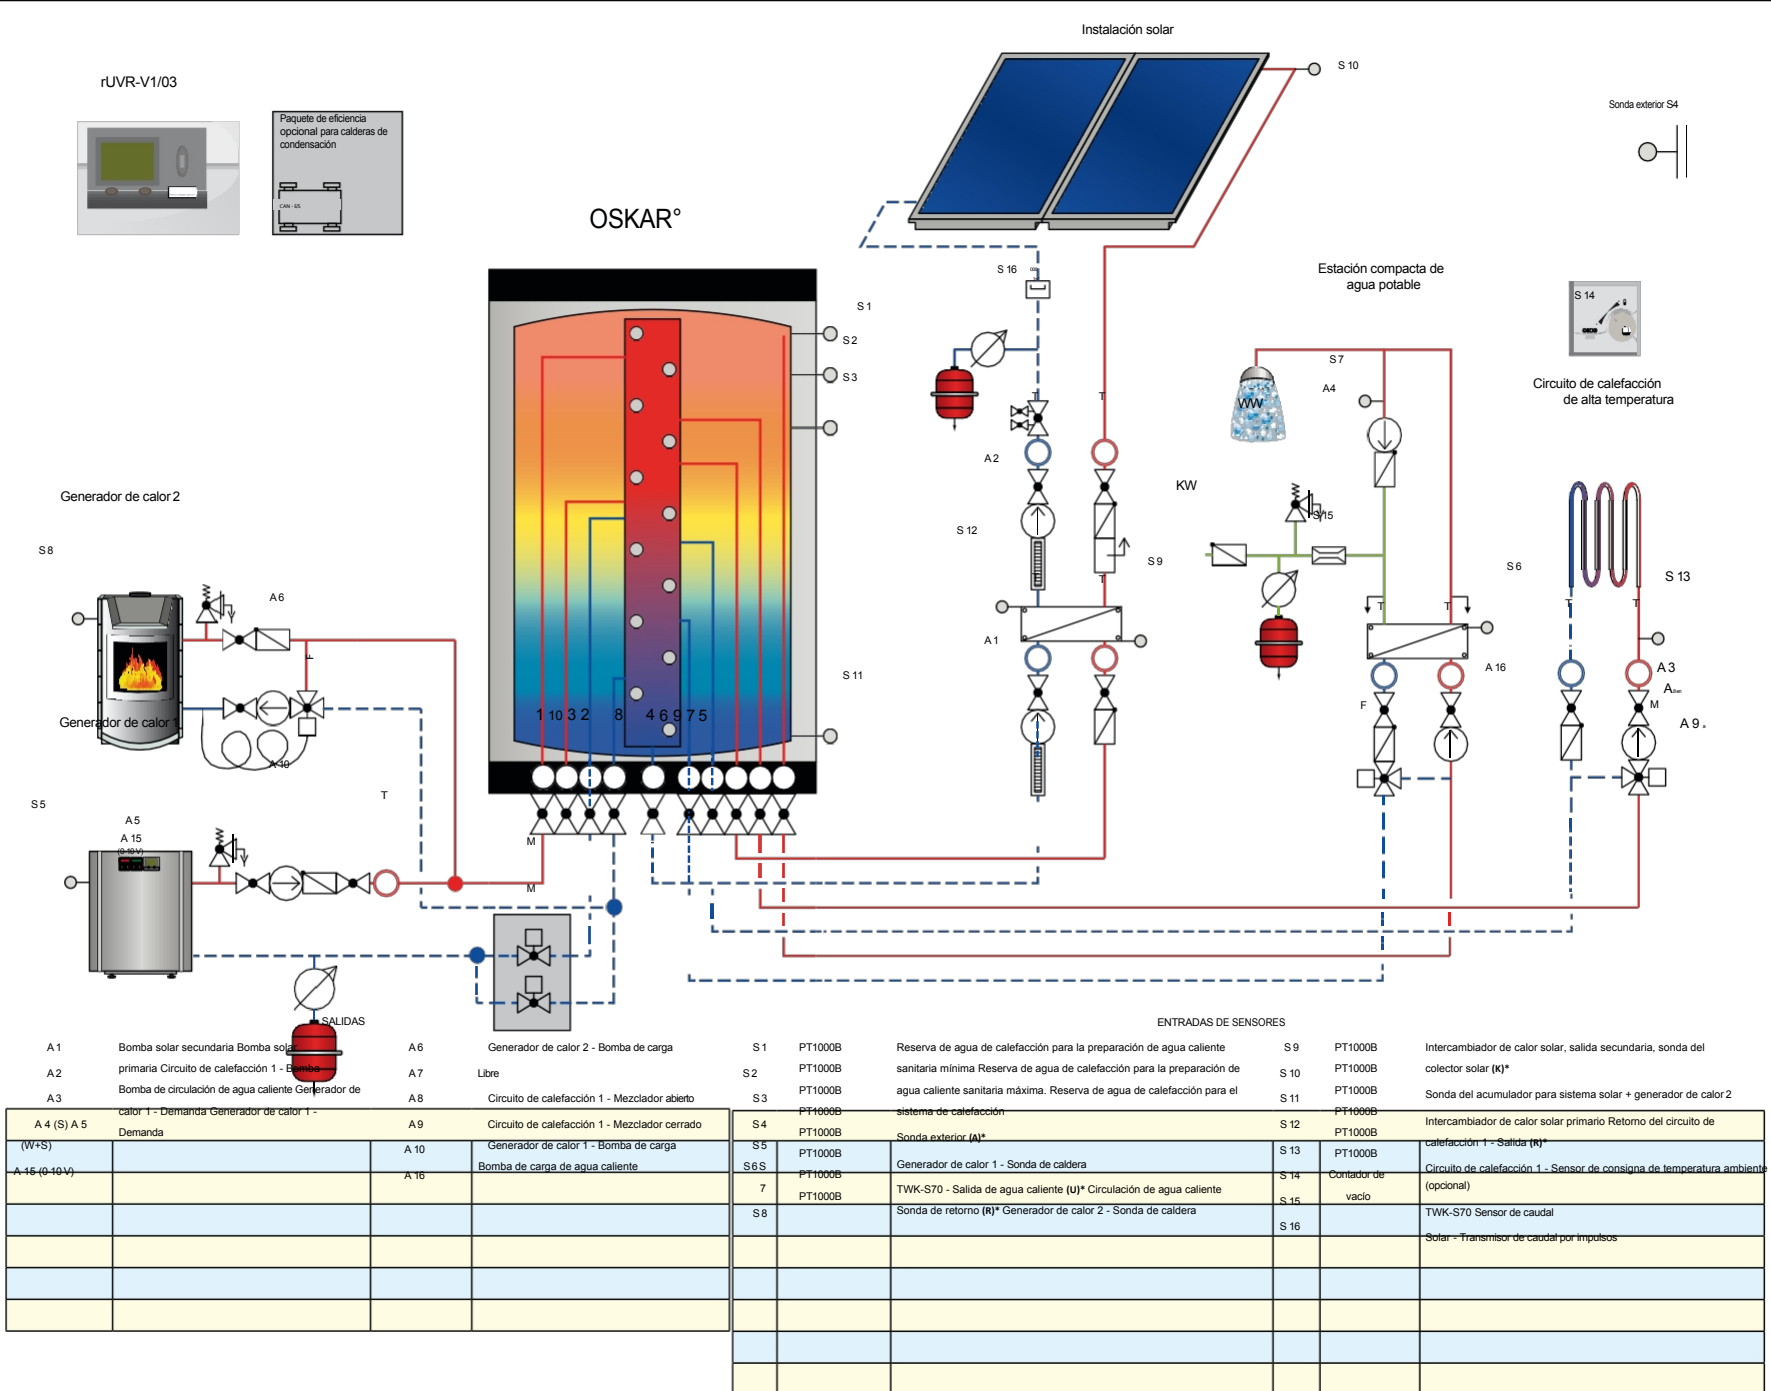 Instalación solar
S 10
rUVR-V1/03
Sonda exterior S4
Paquete de eficiencia
opcional para calderas de
condensación
CAN - ES
OSKAR°
S 16
Estación compacta de
agua potable
S 14
S 1
S 2
S 3
S 7
A4
Circuito de calefacción
de alta temperatura
WW
T
T
A 2
KW
Generador de calor 2
S 15
S 12
S 8
S 9
S 6
S 13
T
T
A 6
T
T
T
T
A 1
F
S 11
A 16
A 3
1 10 3 2 8 4 6 9 7 5
F
M
A 9
Generador de calor 1
A 10
T
S 5
A 5
A 15
(0-10 V)
M
M
SALIDAS
ENTRADAS DE SENSORES
A 1
Bomba solar secundaria Bomba solar
primaria Circuito de calefacción 1 - Bomba
Bomba de circulación de agua caliente Generador de
calor 1 - Demanda Generador de calor 1 -
Demanda
A 2
A 3
A 4 (S) A 5
(W+S)
A 15 (0-10 V)
A 6
Generador de calor 2 - Bomba de carga
A 7
Libre
A 8
Circuito de calefacción 1 - Mezclador abierto
A 9
Circuito de calefacción 1 - Mezclador cerrado
A 10
Generador de calor 1 - Bomba de carga
A 16
Bomba de carga de agua caliente
S 1
S 2
S 3
S 4
S 5
S 6 S
7
S 8
PT1000B
PT1000B
PT1000B
PT1000B
PT1000B
PT1000B
PT1000B
PT1000B
Reserva de agua de calefacción para la preparación de agua caliente
sanitaria mínima Reserva de agua de calefacción para la preparación de
agua caliente sanitaria máxima. Reserva de agua de calefacción para el
sistema de calefacción
Sonda exterior (A)*
Generador de calor 1 - Sonda de caldera
TWK-S70 - Salida de agua caliente (U)* Circulación de agua caliente
Sonda de retorno (R)* Generador de calor 2 - Sonda de caldera
S 9
S 10
S 11
S 12
S 13
S 14
S 15
S 16
PT1000B
PT1000B
PT1000B
PT1000B
PT1000B
PT1000B
Contador de
vacío
Intercambiador de calor solar, salida secundaria, sonda del
colector solar (K)*
Sonda del acumulador para sistema solar + generador de calor 2
Intercambiador de calor solar primario Retorno del circuito de
calefacción 1 - Salida (R)*
Circuito de calefacción 1 - Sensor de consigna de temperatura ambiente
(opcional)
TWK-S70 Sensor de caudal
Solar - Transmisor de caudal por impulsos